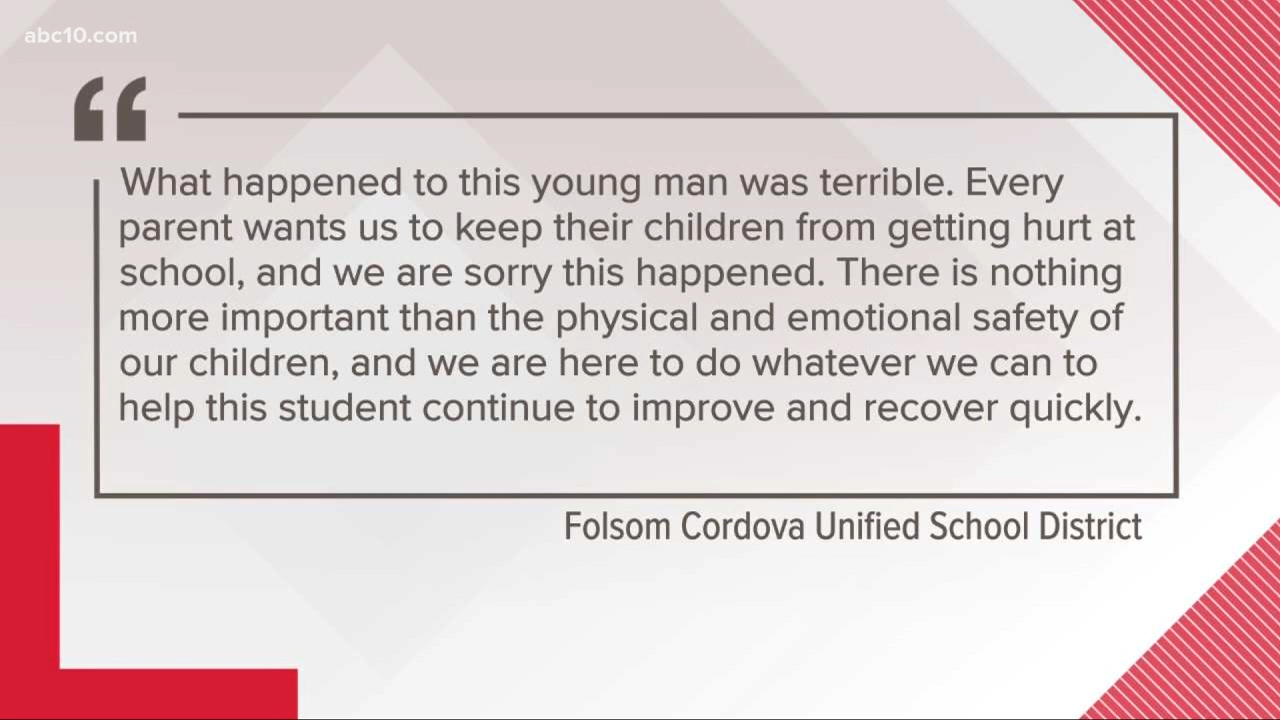 abc10.com
“
What happened to this young man was terrible. Every
parent wants us to keep their children from getting hurt at
school, and we are sorry this happened. There is nothing
more important than the physical and emotional safety of
our children, and we are here to do whatever we can to
help this student continue to improve and recover quickly.
Folsom Cordova Unified School District